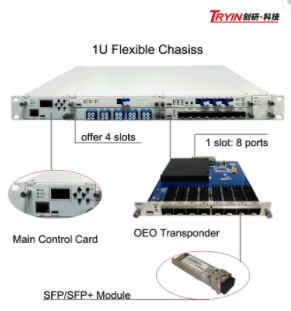 TRYIN创研·科技
1U Flexible Chasiss
offer 4 slots
1 slot: 8 ports
Main Control Card
OEO Transponder
SFP/SFP+ Module